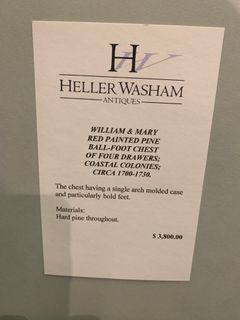 HW
HELLER WASHAM
ANTIQUES
WILLIAM & MARY
RED PAINTED PINE
BALL-FOOT CHEST
OF FOUR DRAWERS;
COASTAL COLONIES;
CIRCA 1700-1730.
The chest having a single arch molded case
and particularly bold feet.
Materials:
Hard pine throughout.
$ 3,800.00